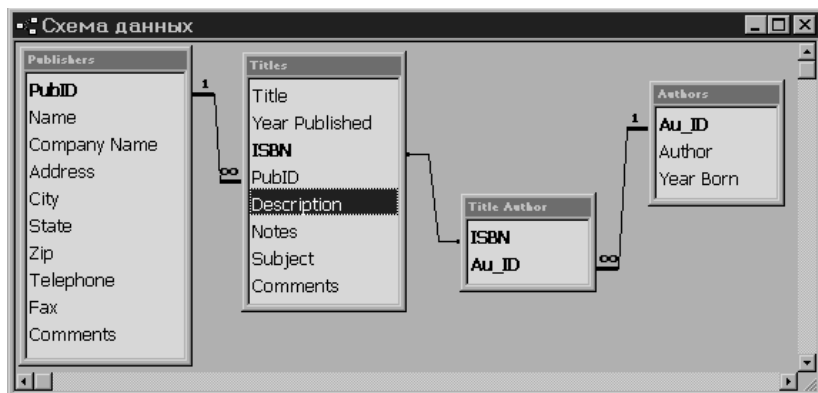 Схема данных
Publishers
PubID
Name
Company Name
Address
City
State
Zip
Telephone
Fax
Comments
1
∞
Titles
Title
Year Published
ISBN
PubID
Description
Notes
Subject
Comments
Title Author
ISBN
Au_ID
∞
1
Authors
Au_ID
Author
Year Born